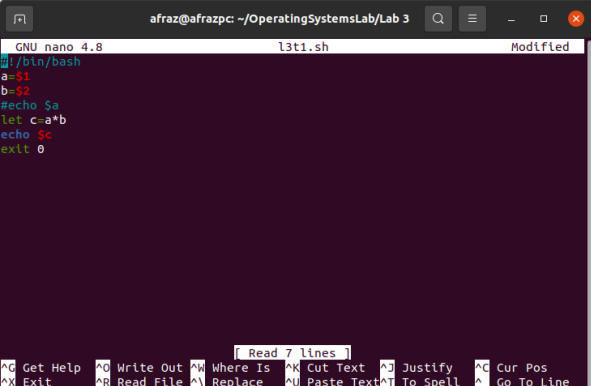 afraz@afrazpc: ~/OperatingSystemsLab/Lab 3
GNU nano 4.8 l3t1.sh Modified
#!/bin/bash
a=$1
b=$2
#echo $a
let c=a*b
echo $c
exit 0
[ Read 7 lines ]
^G Get Help ^O Write Out ^W Where Is ^K Cut Text ^J Justify ^C Cur Pos
^X Exit ^R Read File ^\ Replace ^U Paste Text ^T To Spell ^_ Go To Line